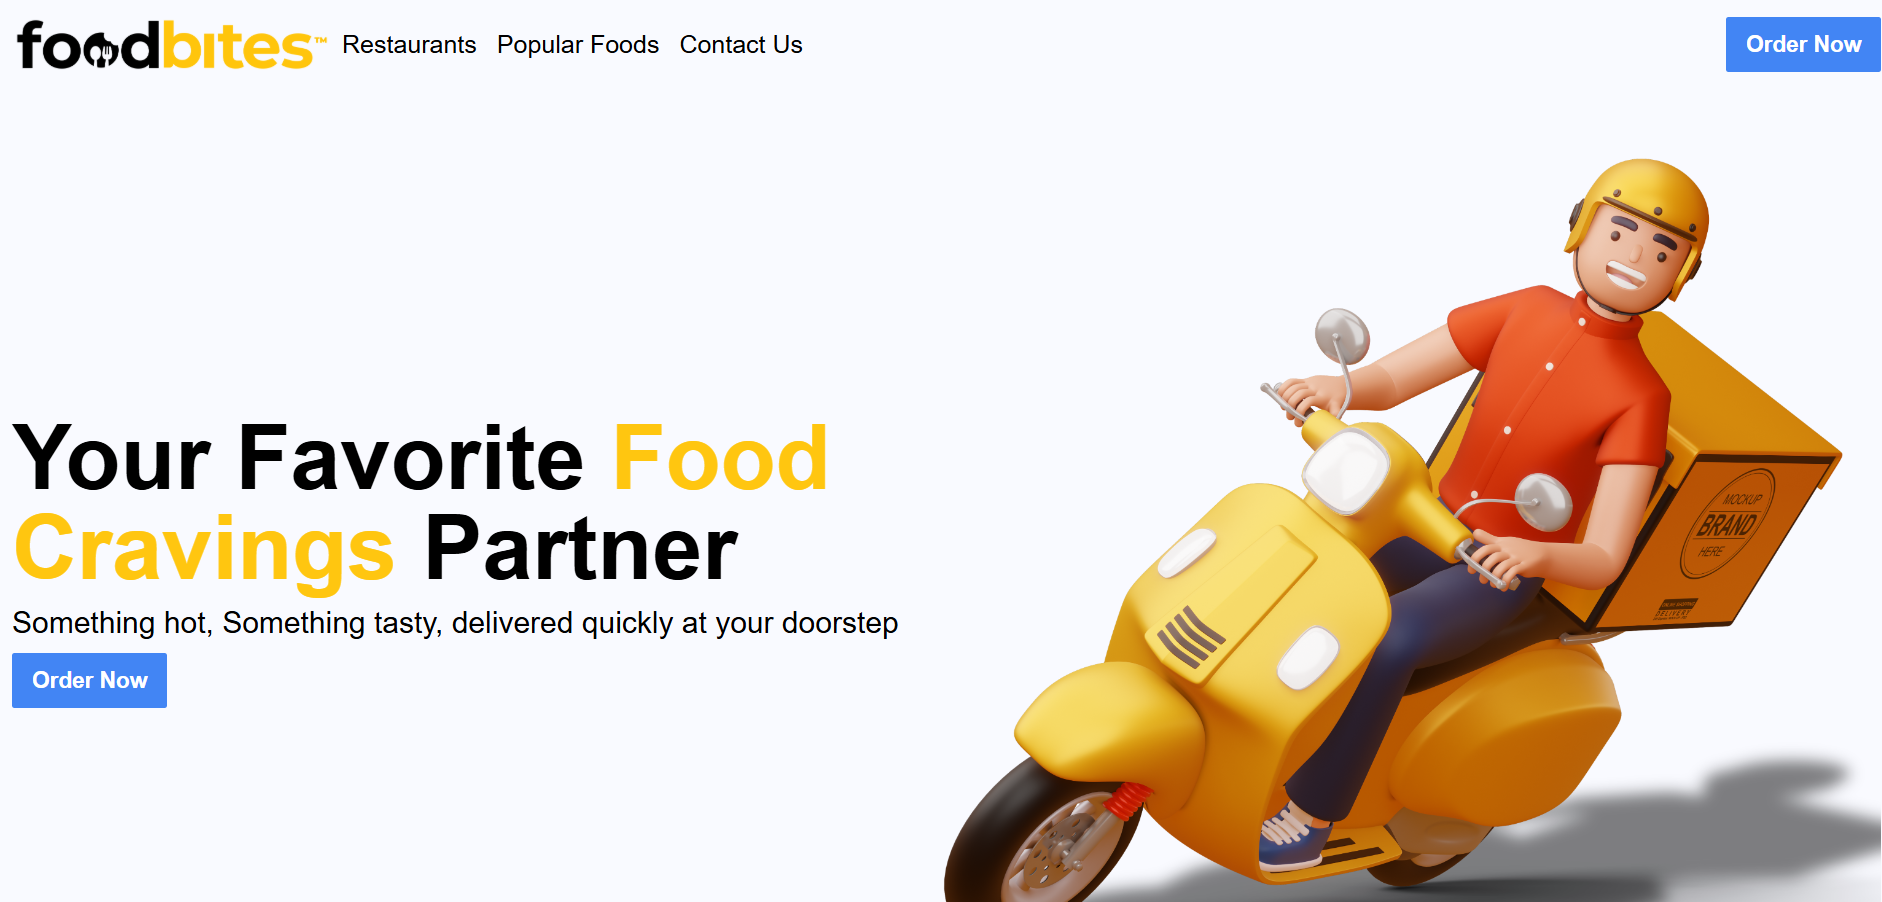 foodbites™ Restaurants Popular Foods Contact Us Order Now
Your Favorite Food
Cravings Partner
Something hot, Something tasty, delivered quickly at your doorstep
Order Now
MOCKUP
BRAND
HERE
DELIVERY